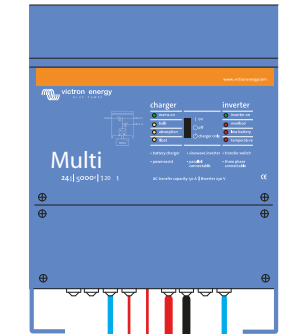 www.victronenergy.com
victron energy
BLUE POWER
charger inverter
mains on inverter on
bulk on overload
absorption off low battery
float charger only temperature
Multi
• battery charger • sinewave inverter • transfer switch
• powerassist • parallel connectable • three phase connectable
24 | 5000 | 120
CE